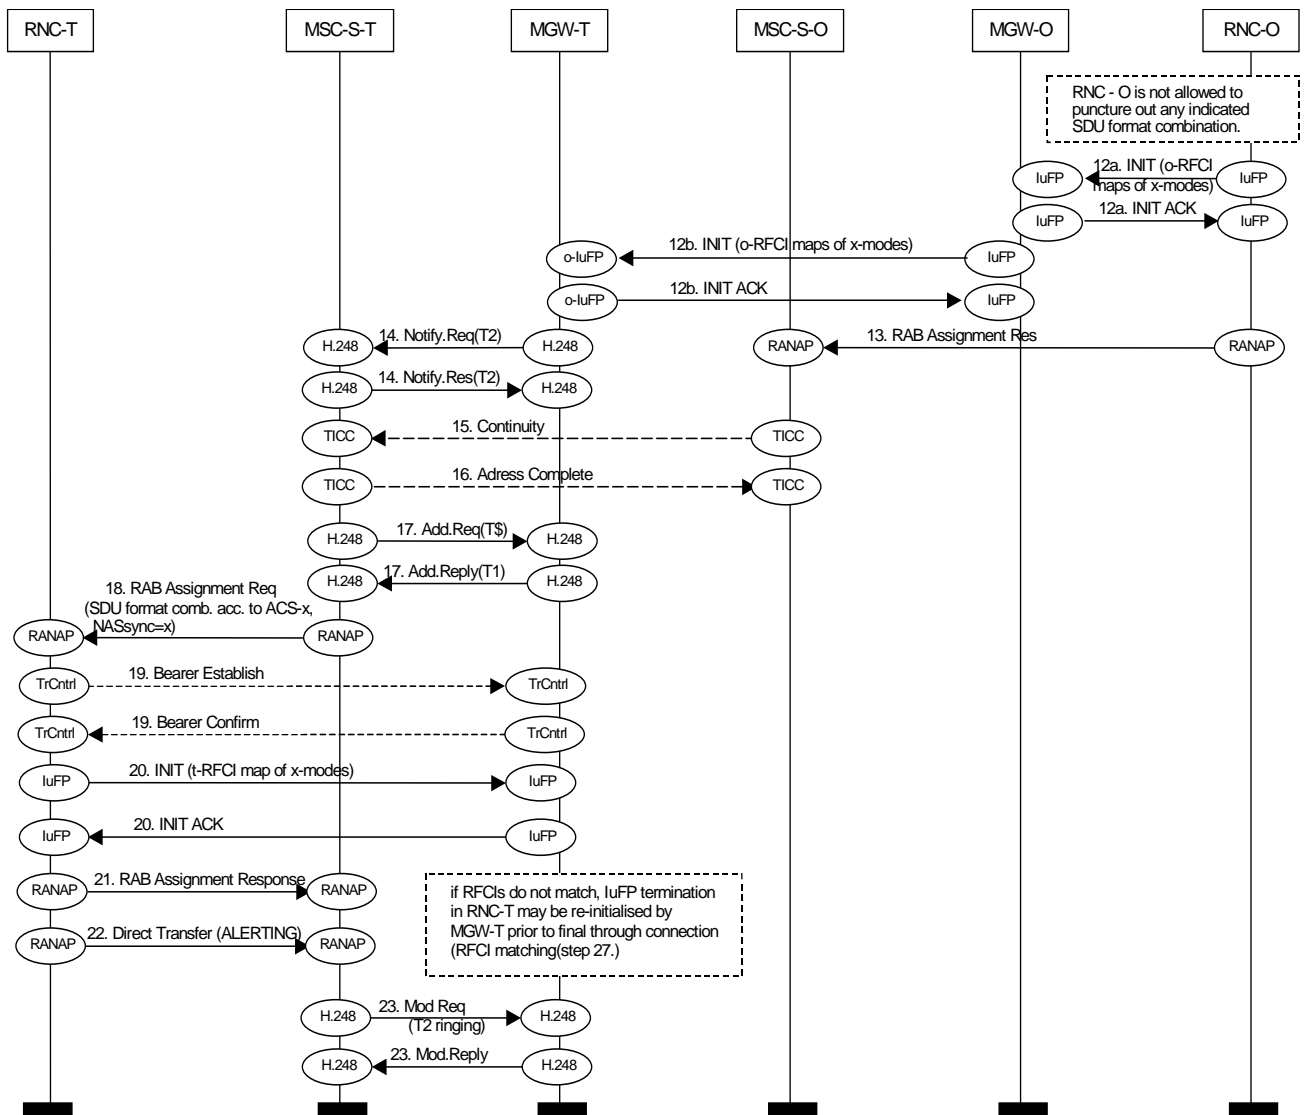 RNC-T
MSC-S-T
MGW-T
MSC-S-O
MGW-O
RNC-O
RNC - O is not allowed to
puncture out any indicated
SDU format combination.
IuFP
12a. INIT (o-RFCI
maps of x-modes)
IuFP
IuFP
12a. INIT ACK
IuFP
o-IuFP
12b. INIT (o-RFCI maps of x-modes)
IuFP
o-IuFP
12b. INIT ACK
IuFP
H.248
14. Notify.Req(T2)
H.248
RANAP
13. RAB Assignment Res
RANAP
H.248
14. Notify.Res(T2)
H.248
TICC
15. Continuity
TICC
TICC
16. Adress Complete
TICC
H.248
17. Add.Req(T$)
H.248
H.248
17. Add.Reply(T1)
H.248
18. RAB Assignment Req
(SDU format comb. acc. to ACS-x,
NASsync=x)
RANAP
RANAP
TrCntrl
19. Bearer Establish
TrCntrl
TrCntrl
19. Bearer Confirm
TrCntrl
IuFP
20. INIT (t-RFCI map of x-modes)
IuFP
IuFP
20. INIT ACK
IuFP
RANAP
21. RAB Assignment Response
RANAP
RANAP
22. Direct Transfer (ALERTING)
RANAP
if RFCIs do not match, IuFP termination
in RNC-T may be re-initialised by
MGW-T prior to final through connection
(RFCI matching(step 27.)
H.248
23. Mod Req
(T2 ringing)
H.248
H.248
23. Mod.Reply
H.248